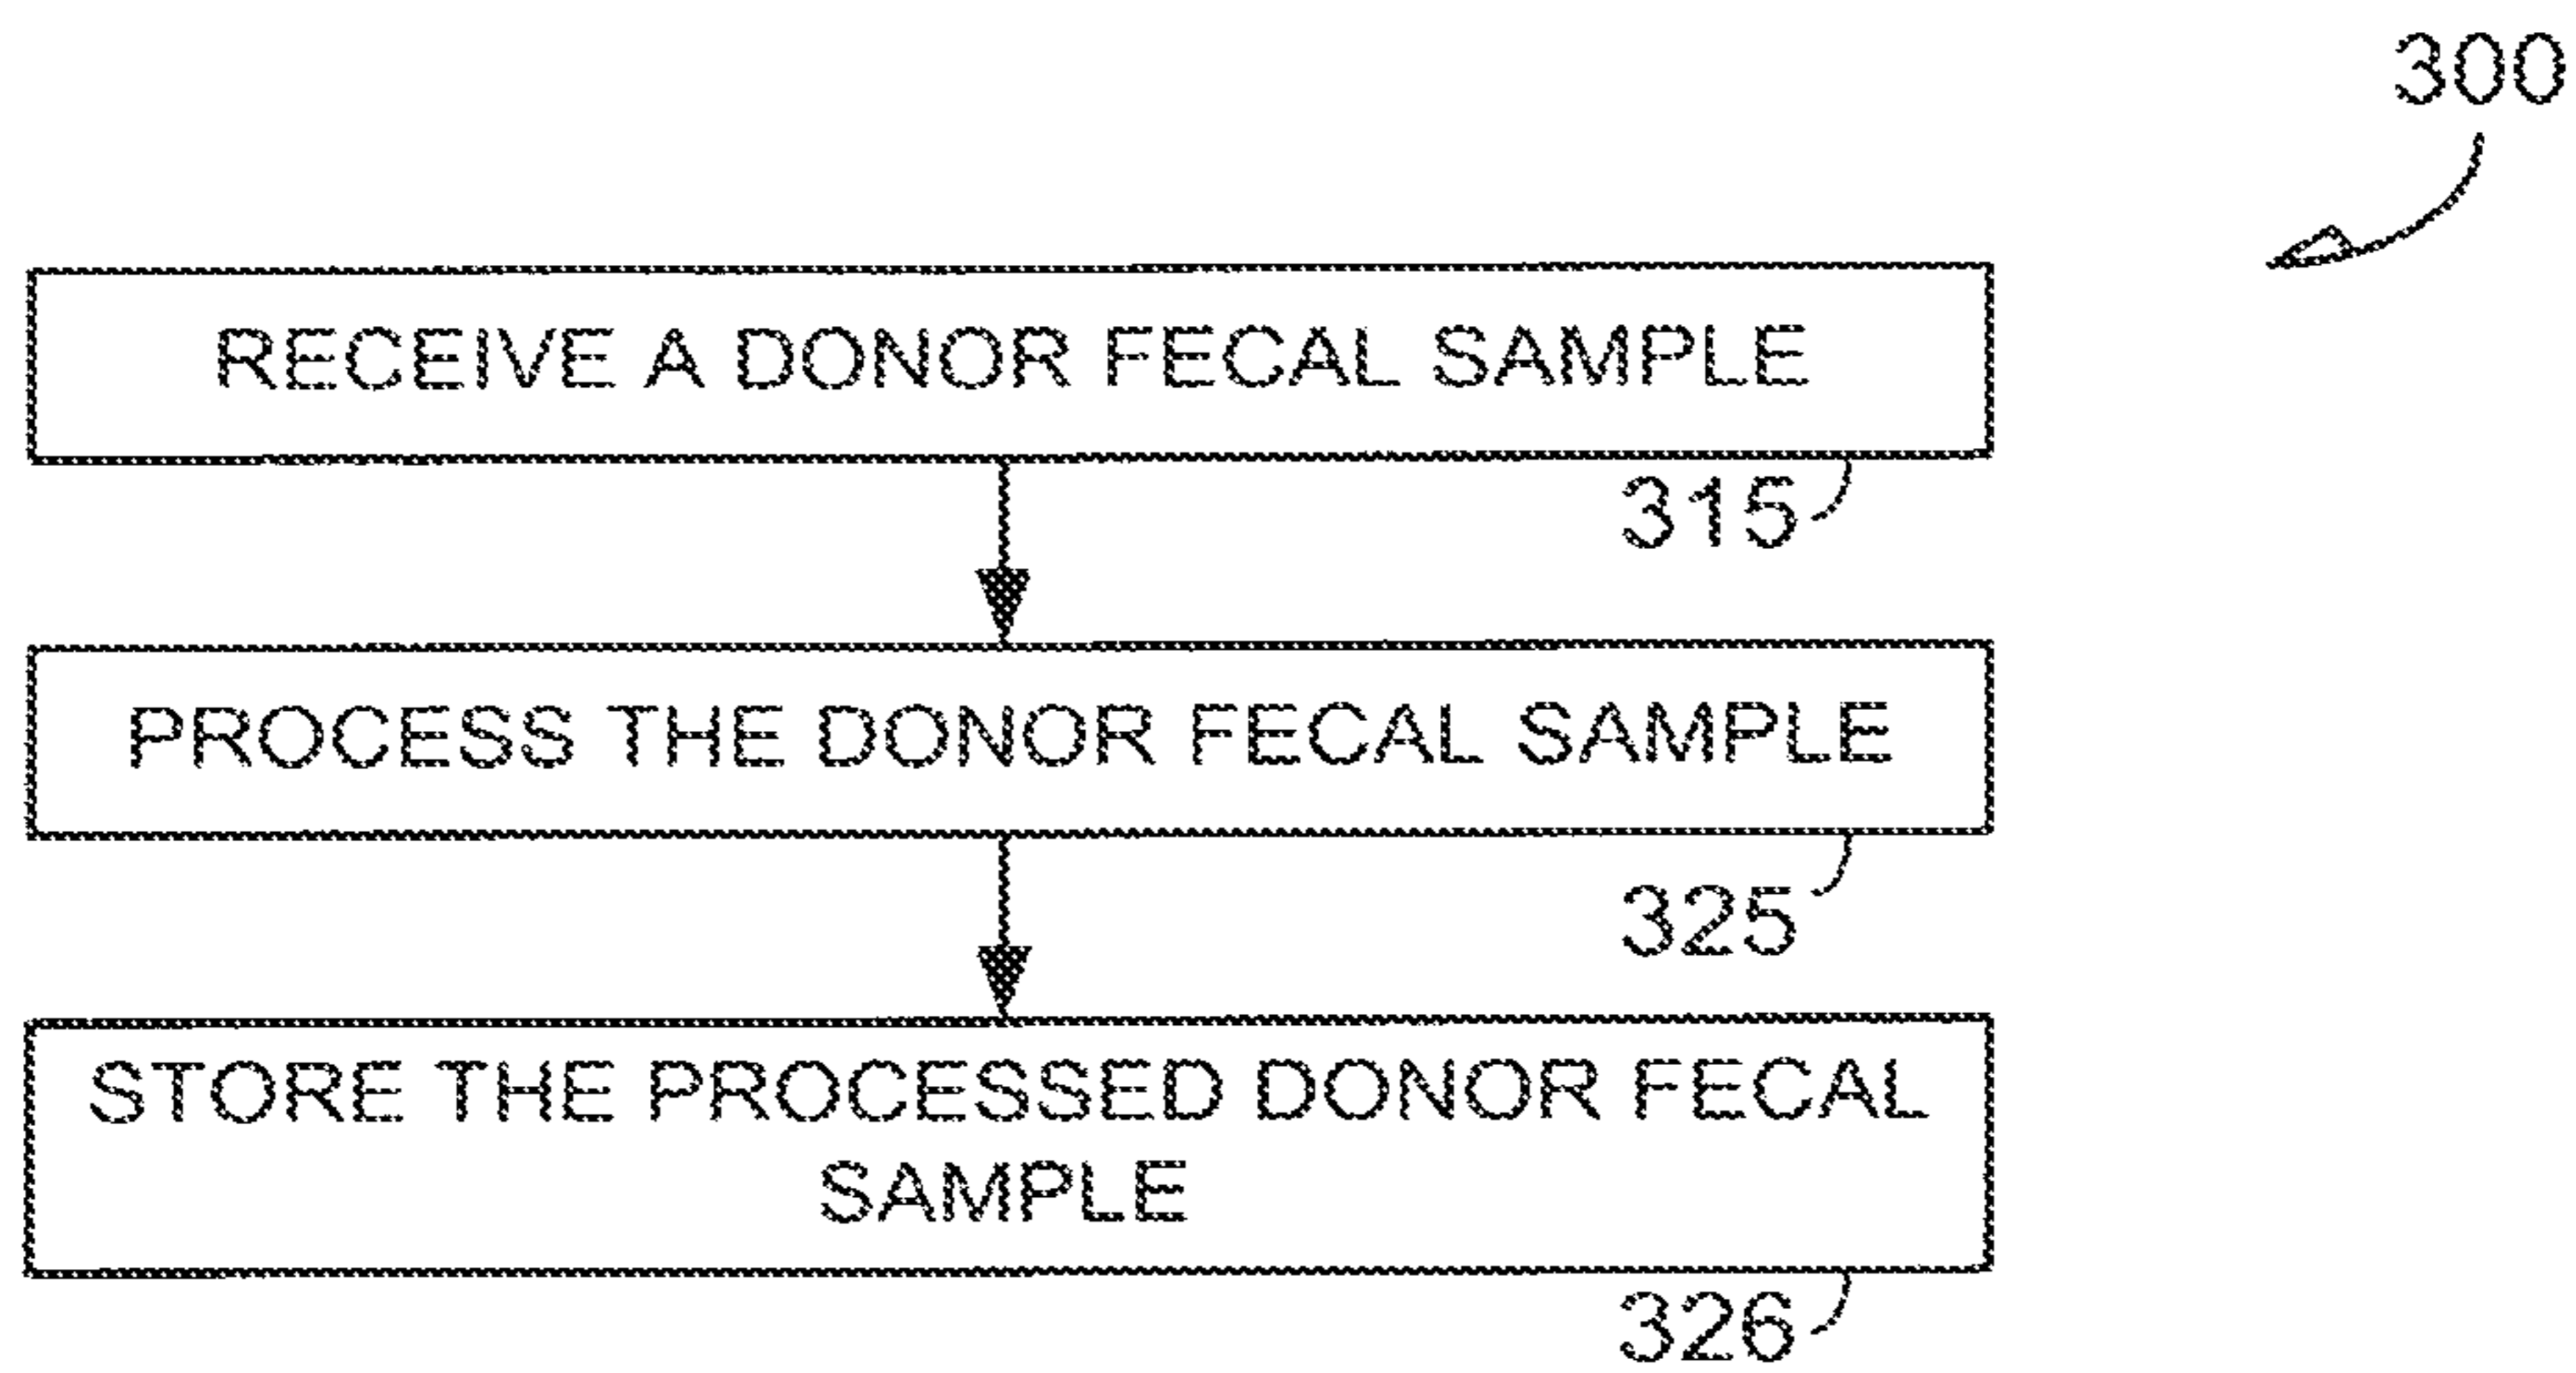 300
RECEIVE A DONOR FECAL SAMPLE
315
PROCESS THE DONOR FECAL SAMPLE
325
STORE THE PROCESSED DONOR FECAL
SAMPLE
326